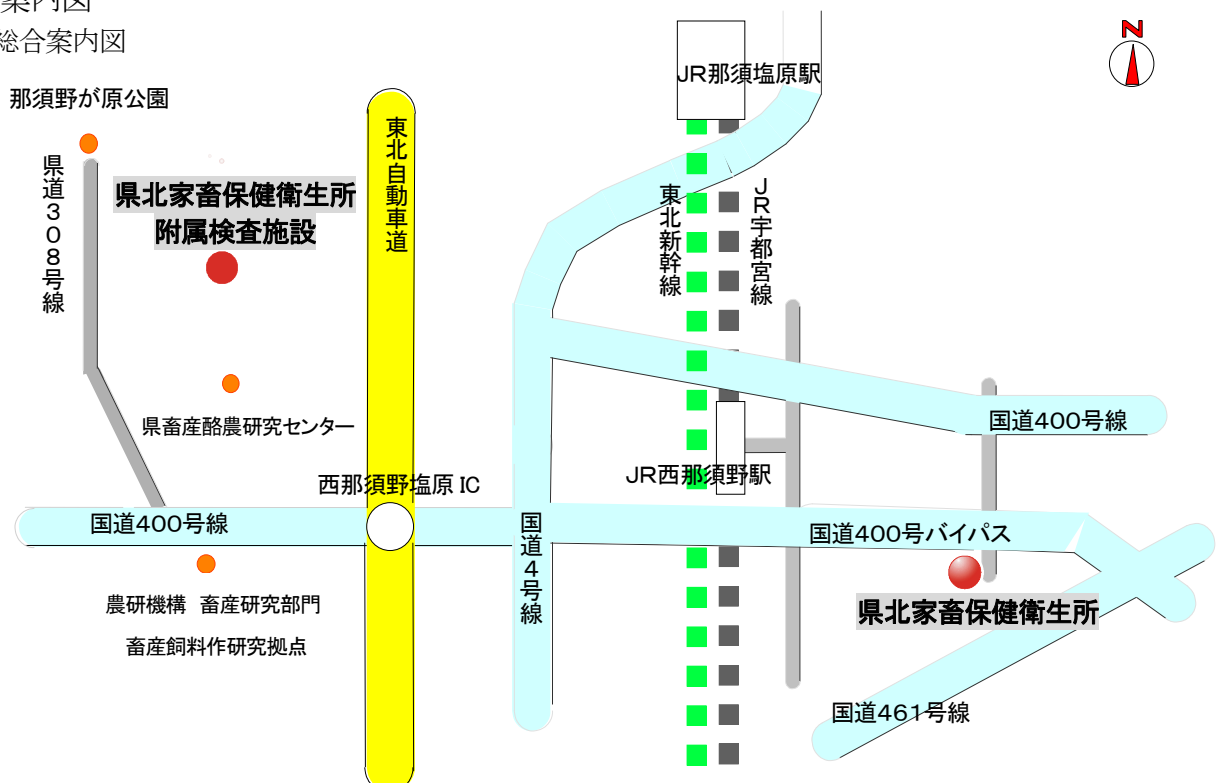 案内図
総合案内図
N
JR那須塩原駅
那須野が原公園
東北自動車道
県道308号線
県北家畜保健衛生所
附属検査施設
東北新幹線
JR宇都宮線
県畜産酪農研究センター
国道400号線
JR西那須野駅
西那須野塩原 IC
国道400号線
国道4号線
国道400号バイパス
農研機構 畜産研究部門
畜産飼料作研究拠点
県北家畜保健衛生所
国道461号線